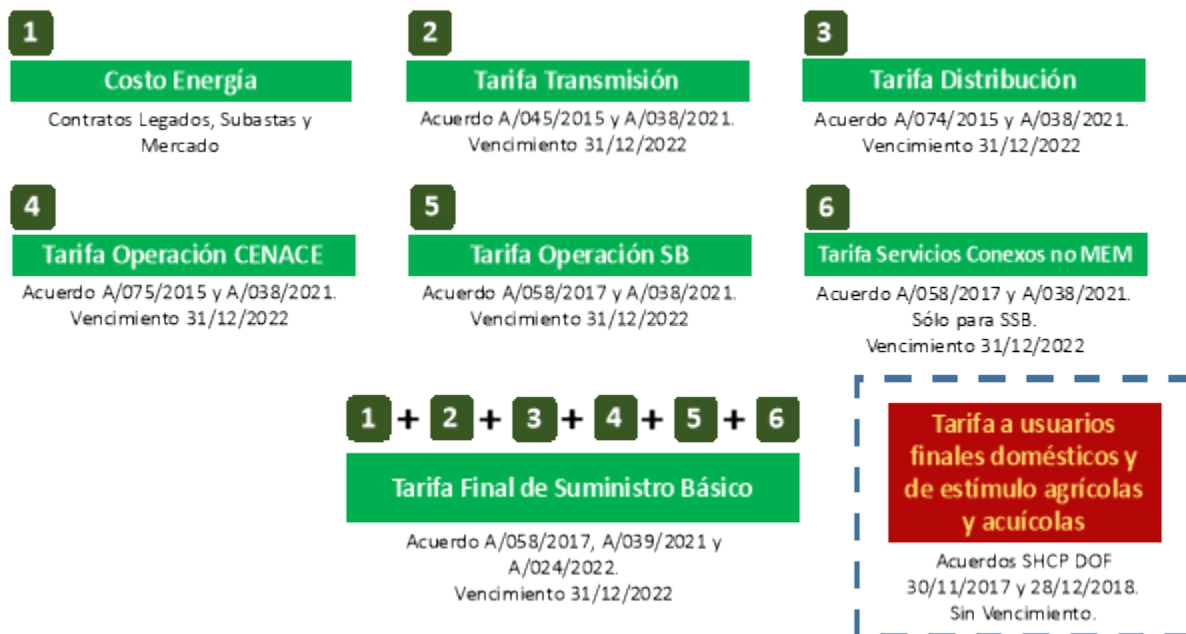 1
Costo Energía
Contratos Legados, Subastas y
Mercado
2
Tarifa Transmisión
Acuerdo A/045/2015 y A/038/2021.
Vencimiento 31/12/2022
3
Tarifa Distribución
Acuerdo A/074/2015 y A/038/2021.
Vencimiento 31/12/2022
4
Tarifa Operación CENACE
Acuerdo A/075/2015 y A/038/2021.
Vencimiento 31/12/2022
5
Tarifa Operación SB
Acuerdo A/058/2017 y A/038/2021.
Vencimiento 31/12/2022
6
Tarifa Servicios Conexos no MEM
Acuerdo A/058/2017 y A/038/2021.
Sólo para SSB.
Vencimiento 31/12/2022
1 + 2 + 3 + 4 + 5 + 6
Tarifa Final de Suministro Básico
Acuerdo A/058/2017, A/039/2021 y
A/024/2022.
Vencimiento 31/12/2022
Tarifa a usuarios
finales domésticos y
de estímulo agrícolas
y acuícolas
Acuerdos SHCP DOF
30/11/2017 y 28/12/2018.
Sin Vencimiento.